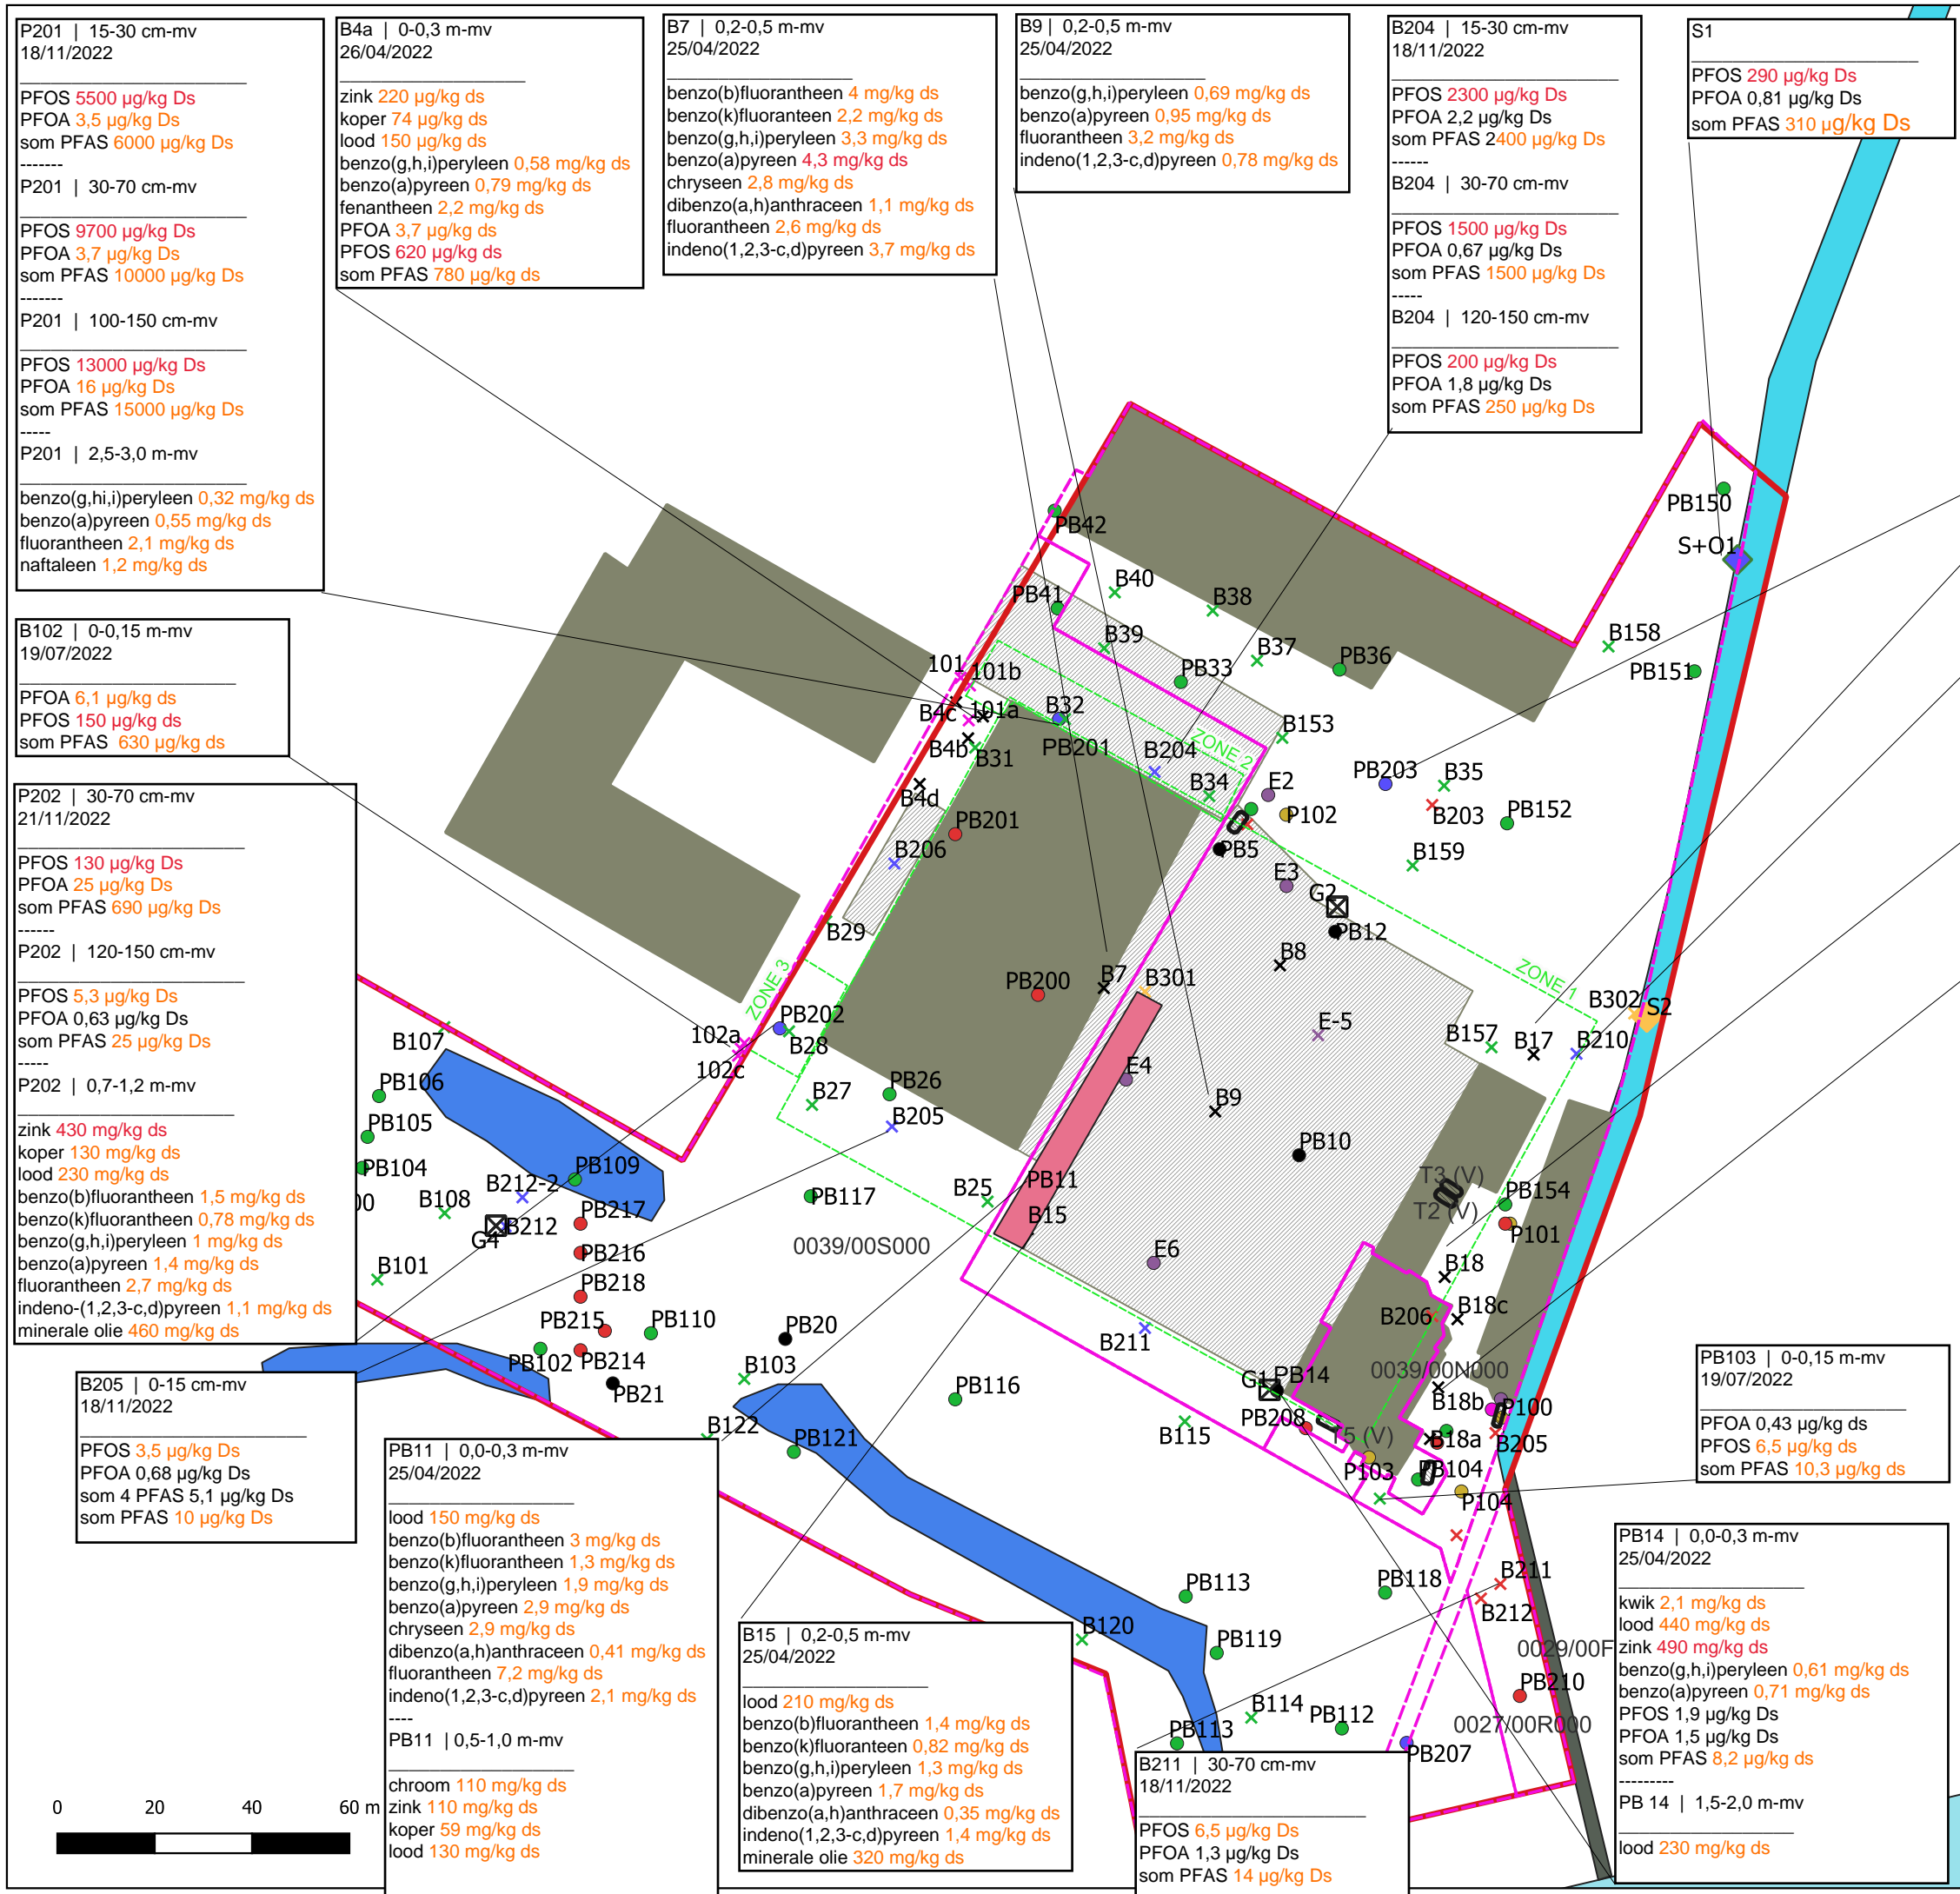 P201 | 15-30 cm-mv
18/11/2022
PFOS 5500 µg/kg Ds
PFOA 3,5 µg/kg Ds
som PFAS 6000 µg/kg Ds
-------
P201 | 30-70 cm-mv
PFOS 9700 µg/kg Ds
PFOA 3,7 µg/kg Ds
som PFAS 10000 µg/kg Ds
-------
P201 | 100-150 cm-mv
PFOS 13000 µg/kg Ds
PFOA 16 µg/kg Ds
som PFAS 15000 µg/kg Ds
-----
P201 | 2,5-3,0 m-mv
benzo(g,hi,i)peryleen 0,32 mg/kg ds
benzo(a)pyreen 0,55 mg/kg ds
fluorantheen 2,1 mg/kg ds
naftaleen 1,2 mg/kg ds
B4a | 0-0,3 m-mv
26/04/2022
zink 220 µg/kg ds
koper 74 µg/kg ds
lood 150 µg/kg ds
benzo(g,h,i)peryleen 0,58 mg/kg ds
benzo(a)pyreen 0,79 mg/kg ds
fenantheen 2,2 mg/kg ds
PFOA 3,7 µg/kg ds
PFOS 620 µg/kg ds
som PFAS 780 µg/kg ds
B7 | 0,2-0,5 m-mv
25/04/2022
benzo(b)fluorantheen 4 mg/kg ds
benzo(k)fluoranteen 2,2 mg/kg ds
benzo(g,h,i)peryleen 3,3 mg/kg ds
benzo(a)pyreen 4,3 mg/kg ds
chryseen 2,8 mg/kg ds
dibenzo(a,h)anthraceen 1,1 mg/kg ds
fluorantheen 2,6 mg/kg ds
indeno(1,2,3-c,d)pyreen 3,7 mg/kg ds
B9 | 0,2-0,5 m-mv
25/04/2022
benzo(g,h,i)peryleen 0,69 mg/kg ds
benzo(a)pyreen 0,95 mg/kg ds
fluorantheen 3,2 mg/kg ds
indeno(1,2,3-c,d)pyreen 0,78 mg/kg ds
B204 | 15-30 cm-mv
18/11/2022
PFOS 2300 µg/kg Ds
PFOA 2,2 µg/kg Ds
som PFAS 2400 µg/kg Ds
------
B204 | 30-70 cm-mv
PFOS 1500 µg/kg Ds
PFOA 0,67 µg/kg Ds
som PFAS 1500 µg/kg Ds
-----
B204 | 120-150 cm-mv
PFOS 200 µg/kg Ds
PFOA 1,8 µg/kg Ds
som PFAS 250 µg/kg Ds
S1
PFOS 290 µg/kg Ds
PFOA 0,81 µg/kg Ds
som PFAS 310 µg/kg Ds
B102 | 0-0,15 m-mv
19/07/2022
PFOA 6,1 µg/kg ds
PFOS 150 µg/kg ds
som PFAS 630 µg/kg ds
P202 | 30-70 cm-mv
21/11/2022
PFOS 130 µg/kg Ds
PFOA 25 µg/kg Ds
som PFAS 690 µg/kg Ds
------
P202 | 120-150 cm-mv
PFOS 5,3 µg/kg Ds
PFOA 0,63 µg/kg Ds
som PFAS 25 µg/kg Ds
-----
P202 | 0,7-1,2 m-mv
zink 430 mg/kg ds
koper 130 mg/kg ds
lood 230 mg/kg ds
benzo(b)fluorantheen 1,5 mg/kg ds
benzo(k)fluorantheen 0,78 mg/kg ds
benzo(g,h,i)peryleen 1 mg/kg ds
benzo(a)pyreen 1,4 mg/kg ds
fluorantheen 2,7 mg/kg ds
indeno-(1,2,3-c,d)pyreen 1,1 mg/kg ds
minerale olie 460 mg/kg ds
B205 | 0-15 cm-mv
18/11/2022
PFOS 3,5 µg/kg Ds
PFOA 0,68 µg/kg Ds
som 4 PFAS 5,1 µg/kg Ds
som PFAS 10 µg/kg Ds
PB11 | 0,0-0,3 m-mv
25/04/2022
lood 150 mg/kg ds
benzo(b)fluorantheen 3 mg/kg ds
benzo(k)fluorantheen 1,3 mg/kg ds
benzo(g,h,i)peryleen 1,9 mg/kg ds
benzo(a)pyreen 2,9 mg/kg ds
chryseen 2,9 mg/kg ds
dibenzo(a,h)anthraceen 0,41 mg/kg ds
fluorantheen 7,2 mg/kg ds
indeno(1,2,3-c,d)pyreen 2,1 mg/kg ds
----
PB11 | 0,5-1,0 m-mv
chroom 110 mg/kg ds
zink 110 mg/kg ds
koper 59 mg/kg ds
lood 130 mg/kg ds
B15 | 0,2-0,5 m-mv
25/04/2022
lood 210 mg/kg ds
benzo(b)fluorantheen 1,4 mg/kg ds
benzo(k)fluoranteen 0,82 mg/kg ds
benzo(g,h,i)peryleen 1,3 mg/kg ds
benzo(a)pyreen 1,7 mg/kg ds
dibenzo(a,h)anthraceen 0,35 mg/kg ds
indeno(1,2,3-c,d)pyreen 1,4 mg/kg ds
minerale olie 320 mg/kg ds
B211 | 30-70 cm-mv
18/11/2022
PFOS 6,5 µg/kg Ds
PFOA 1,3 µg/kg Ds
som PFAS 14 µg/kg Ds
PB103 | 0-0,15 m-mv
19/07/2022
PFOA 0,43 µg/kg ds
PFOS 6,5 µg/kg ds
som PFAS 10,3 µg/kg ds
PB14 | 0,0-0,3 m-mv
25/04/2022
kwik 2,1 mg/kg ds
lood 440 mg/kg ds
zink 490 mg/kg ds
benzo(g,h,i)peryleen 0,61 mg/kg ds
benzo(a)pyreen 0,71 mg/kg ds
PFOS 1,9 µg/kg Ds
PFOA 1,5 µg/kg Ds
som PFAS 8,2 µg/kg ds
---------
PB 14 | 1,5-2,0 m-mv
lood 230 mg/kg ds
PB150
S+O1
PB42
B40
PB41
B38
B39
B37
PB36
PB33
B158
PB151
101
101b
101a
B4c
B4b
B31
B32
PB201
B204
ZONE 2
B153
B34
E2
P102
PB203
B35
B203
PB152
B159
B4d
PB201
B206
PB5
E3
G2
PB12
B29
ZONE 3
PB200
B7
B301
B8
E-5
ZONE 1
B302
S2
B157
B17
B210
PB202
B28
102a
102c
B107
PB106
PB105
PB104
00
B27
PB26
B205
E4
B9
PB10
B212-2
PB109
B108
B212
G4
PB217
PB216
PB218
B101
PB117
B25
PB11
B15
0039/00S000
E6
T3 (V)
T2 (V)
PB154
P101
B18
B18c
B206
PB215
PB110
PB102
PB214
PB21
PB20
B103
B211
PB116
0039/00N000
G1
PB14
B18b
P100
PB208
B122
PB121
B115
T5 (V)
B18a
B205
P103
PB104
P104
PB113
PB118
B211
B212
B120
PB119
0029/00F
PB210
B114
PB112
0027/00R000
PB113
PB207
0 20 40 60 m